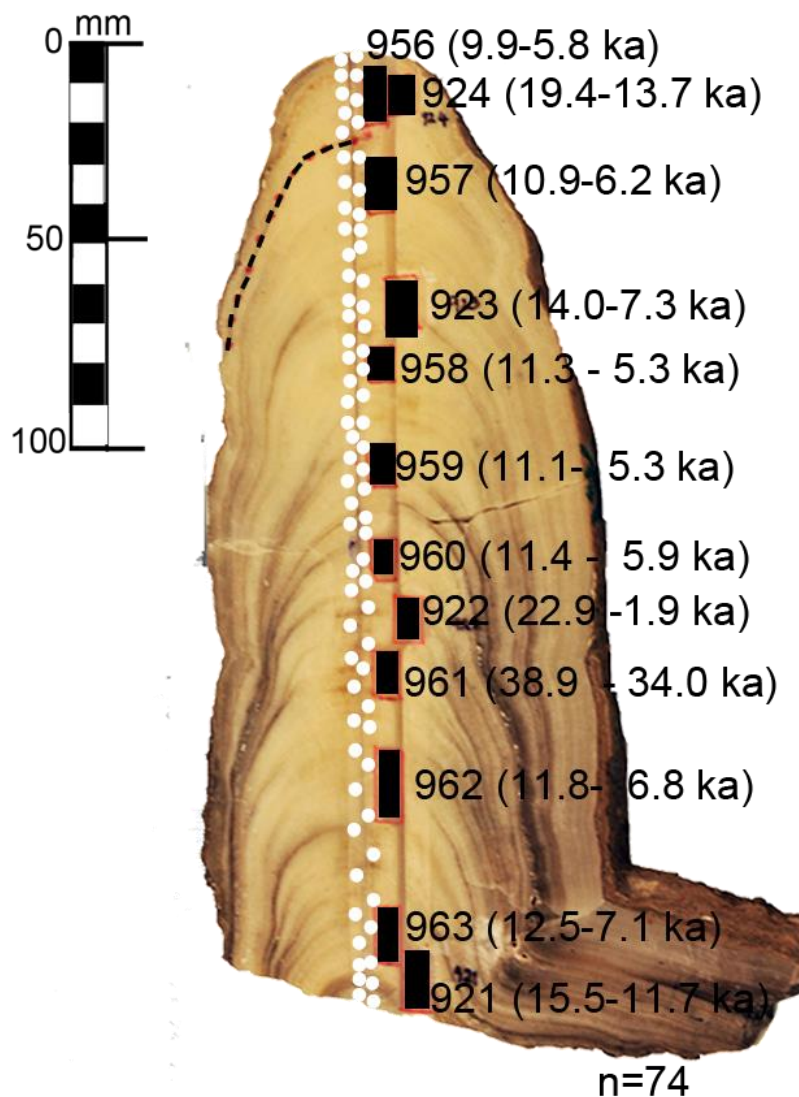 mm
0
50
100
956 (9.9-5.8 ka)
924 (19.4-13.7 ka)
957 (10.9-6.2 ka)
923 (14.0-7.3 ka)
958 (11.3 - 5.3 ka)
959 (11.1- 5.3 ka)
960 (11.4 - 5.9 ka)
922 (22.9 -1.9 ka)
961 (38.9 - 34.0 ka)
962 (11.8- 6.8 ka)
963 (12.5-7.1 ka)
921 (15.5-11.7 ka)
n=74